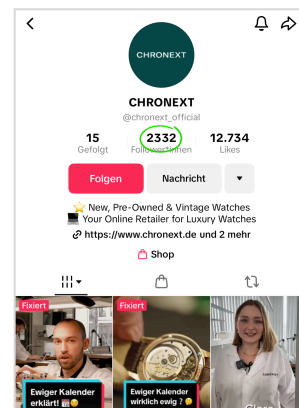 CHRONEXT
CHRONEXT
@chronext_official
15
Gefolgt
2332
Follower*innen
12.734
Likes
Folgen
Nachricht
New, Pre-Owned & Vintage Watches
Your Online Retailer for Luxury Watches
https://www.chronext.de und 2 mehr
Shop
Fixiert
Ewiger Kalender
erklärt!
Fixiert
Ewiger Kalender
wirklich ewig ?